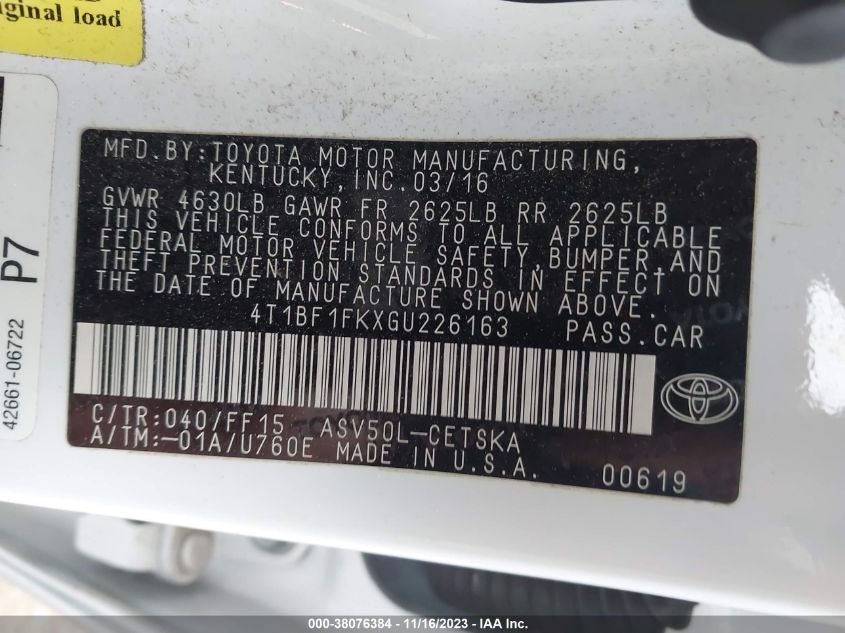 iginal load
P7
42661-06722
MFD.BY:TOYOTA MOTOR MANUFACTURING,
KENTUCKY,INC.03/16
GVWR 4630LB GAWR FR 2625LB RR 2625LB
THIS VEHICLE CONFORMS TO ALL APPLICABLE
FEDERAL MOTOR VEHICLE SAFETY,BUMPER,AND
THEFT PREVENTION STANDARDS IN EFFECT ON
THE DATE OF MANUFACTURE SHOWN ABOVE.
4T1BF1FKXGU226163 PASS.CAR
C/TR:040/FF15 ASV50L-CETSKA
A/TM:-01A/U760E MADE IN U.S.A.
00619
000-38076384 - 11/16/2023 - IAAI.com